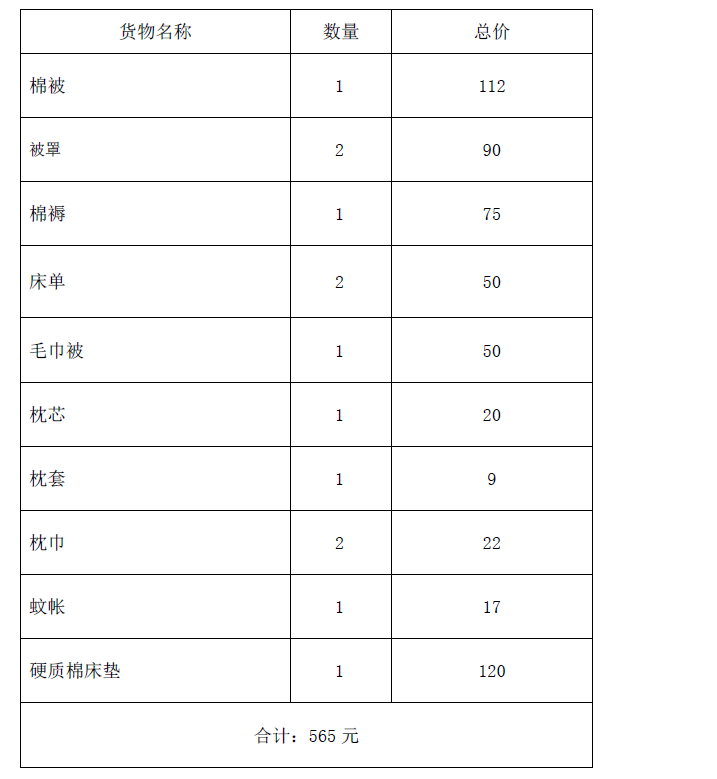 货物名称 数量 总价
棉被 1 112
被罩 2 90
棉褥 1 75
床单 2 50
毛巾被 1 50
枕芯 1 20
枕套 1 9
枕巾 2 22
蚊帐 1 17
硬质棉床垫 1 120
合计：565 元